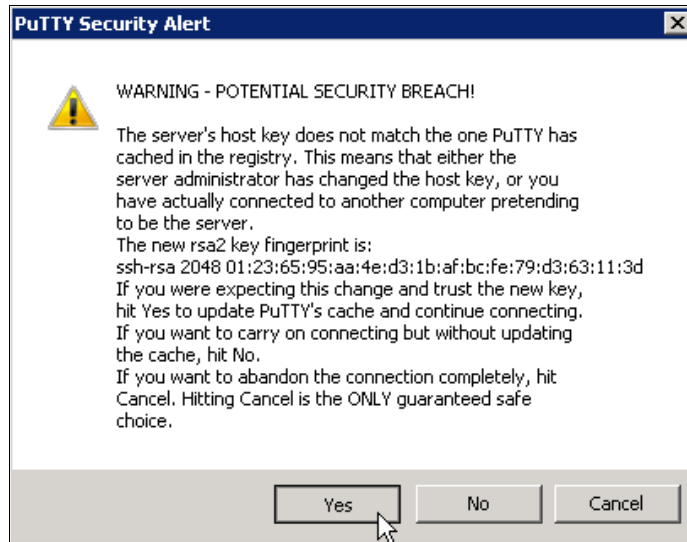 PuTTY Security Alert
WARNING - POTENTIAL SECURITY BREACH!
The server's host key does not match the one PuTTY has
cached in the registry. This means that either the
server administrator has changed the host key, or you
have actually connected to another computer pretending
to be the server.
The new rsa2 key fingerprint is:
ssh-rsa 2048 01:23:65:95:aa:4e:d3:1b:af:bc:fe:79:d3:63:11:3d
If you were expecting this change and trust the new key,
hit Yes to update PuTTY's cache and continue connecting.
If you want to carry on connecting but without updating
the cache, hit No.
If you want to abandon the connection completely, hit
Cancel. Hitting Cancel is the ONLY guaranteed safe
choice.
Yes No Cancel